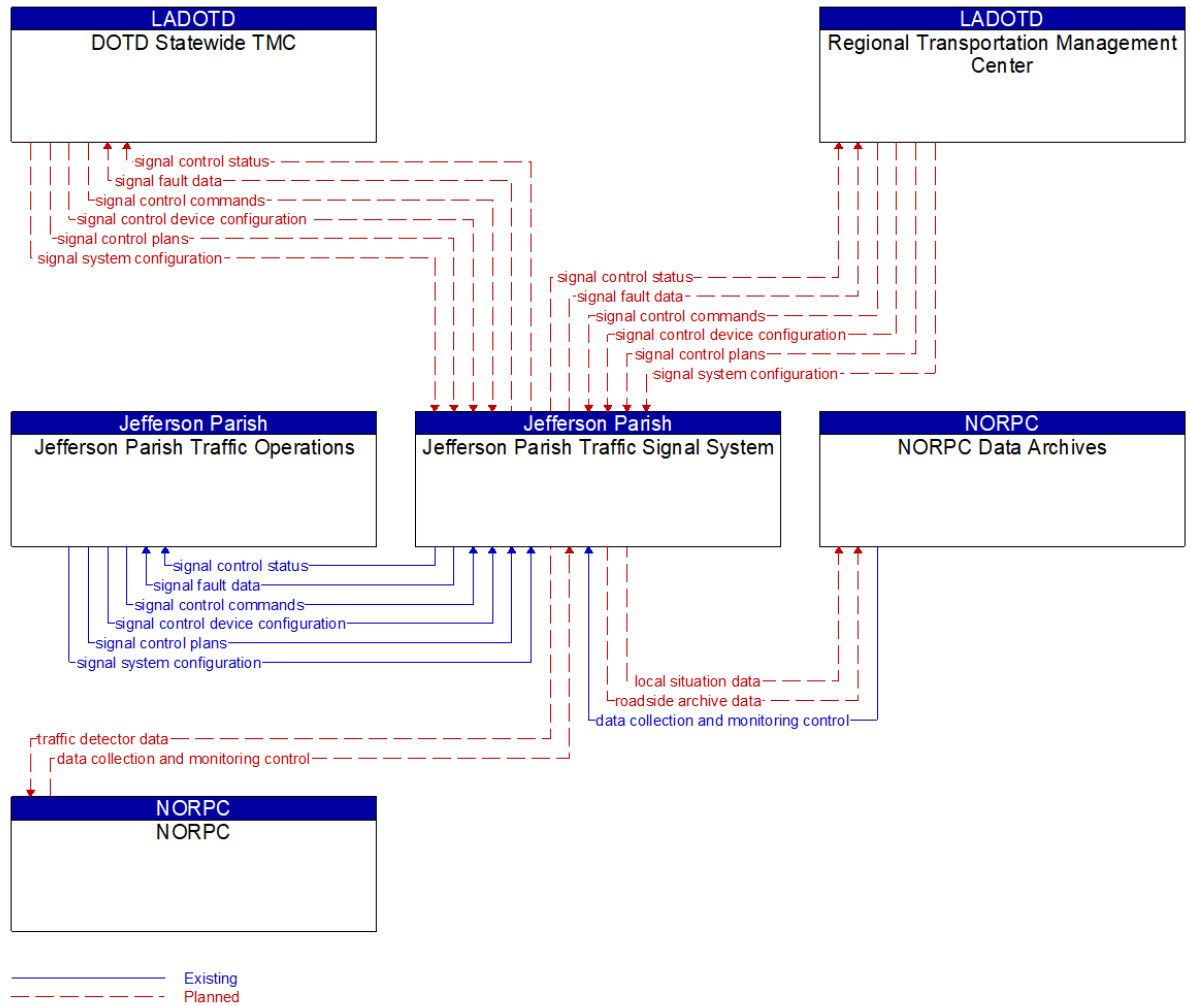 LADOTD
DOTD Statewide TMC
LADOTD
Regional Transportation Management
Center
signal control status
signal fault data
signal control commands
signal control device configuration
signal control plans
signal system configuration
signal control status
signal fault data
signal control commands
signal control device configuration
signal control plans
signal system configuration
Jefferson Parish
Jefferson Parish Traffic Operations
Jefferson Parish
Jefferson Parish Traffic Signal System
NORPC
NORPC Data Archives
signal control status
signal fault data
signal control commands
signal control device configuration
signal control plans
signal system configuration
local situation data
roadside archive data
data collection and monitoring control
traffic detector data
data collection and monitoring control
NORPC
NORPC
Existing
Planned